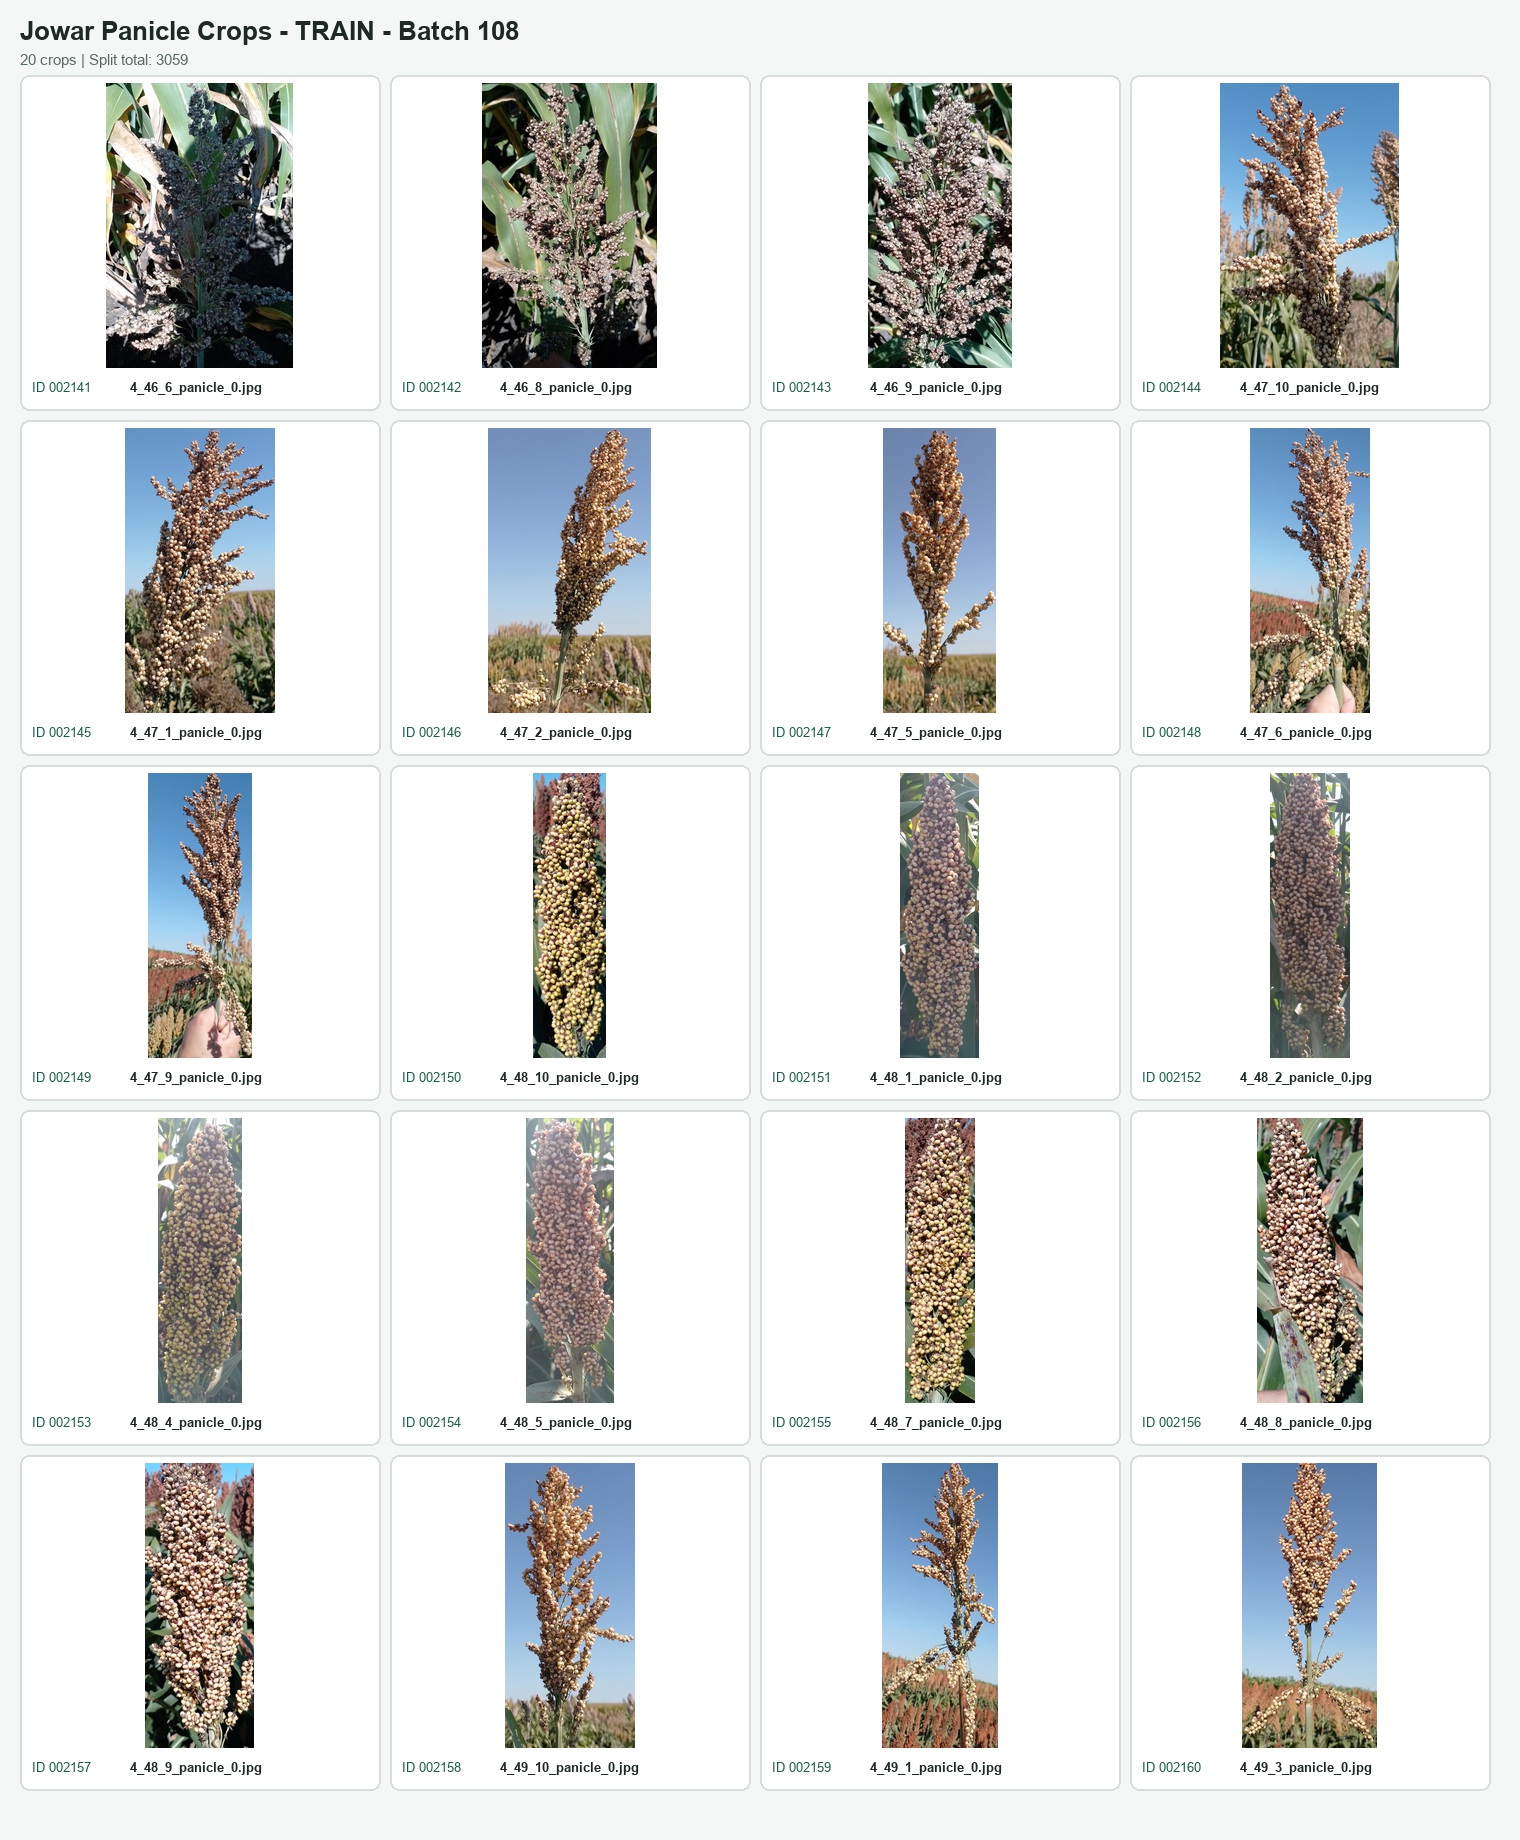 Jowar Panicle Crops - TRAIN - Batch 108
20 crops | Split total: 3059
ID 002141 4_46_6_panicle_0.jpg
ID 002142 4_46_8_panicle_0.jpg
ID 002143 4_46_9_panicle_0.jpg
ID 002144 4_47_10_panicle_0.jpg
ID 002145 4_47_1_panicle_0.jpg
ID 002146 4_47_2_panicle_0.jpg
ID 002147 4_47_5_panicle_0.jpg
ID 002148 4_47_6_panicle_0.jpg
ID 002149 4_47_9_panicle_0.jpg
ID 002150 4_48_10_panicle_0.jpg
ID 002151 4_48_1_panicle_0.jpg
ID 002152 4_48_2_panicle_0.jpg
ID 002153 4_48_4_panicle_0.jpg
ID 002154 4_48_5_panicle_0.jpg
ID 002155 4_48_7_panicle_0.jpg
ID 002156 4_48_8_panicle_0.jpg
ID 002157 4_48_9_panicle_0.jpg
ID 002158 4_49_10_panicle_0.jpg
ID 002159 4_49_1_panicle_0.jpg
ID 002160 4_49_3_panicle_0.jpg